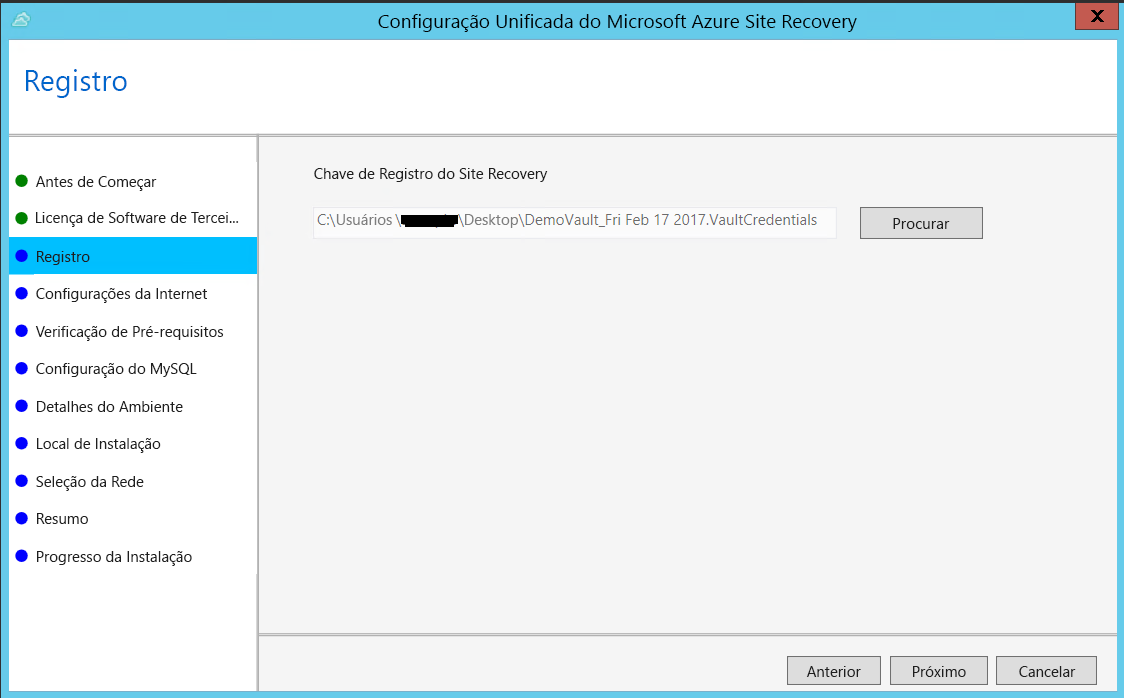 Configuração Unificada do Microsoft Azure Site Recovery
X
Registro
Antes de Começar
Licença de Software de Tercei...
Registro
Configurações da Internet
Verificação de Pré-requisitos
Configuração do MySQL
Detalhes do Ambiente
Local de Instalação
Seleção da Rede
Resumo
Progresso da Instalação
Chave de Registro do Site Recovery
C:\Usuários \ \Desktop\DemoVault_Fri Feb 17 2017.VaultCredentials
Procurar
Anterior
Próximo
Cancelar